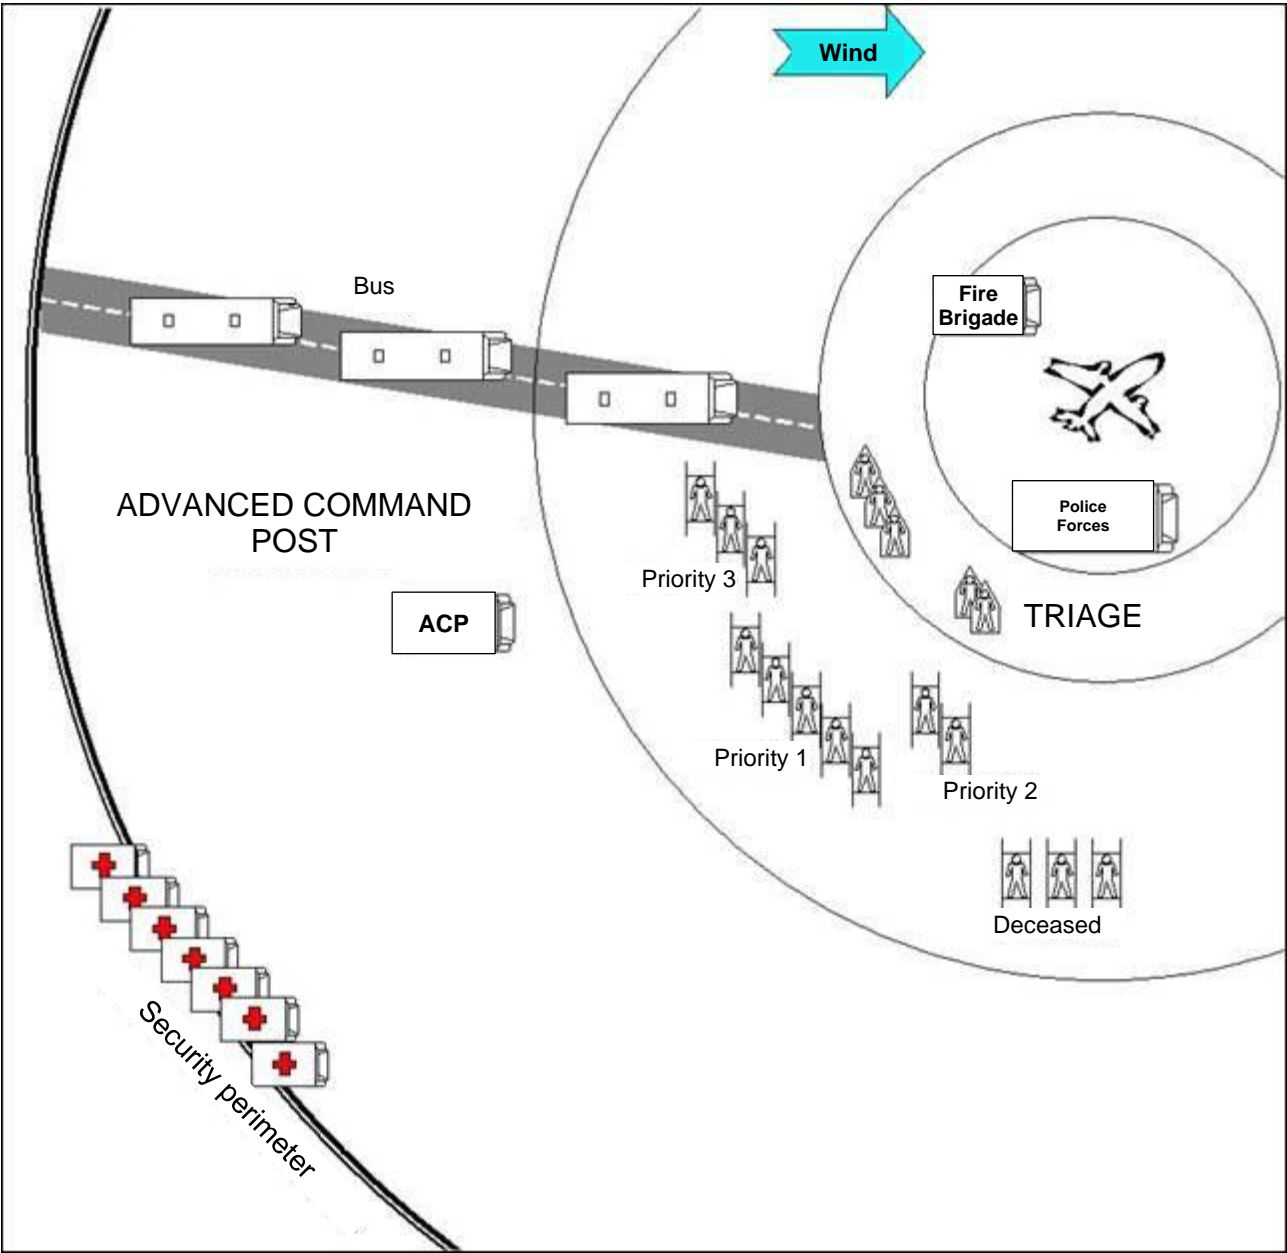 Wind
Bus
Fire
Brigade
ADVANCED COMMAND
POST
Police
Forces
Priority 3
ACP
TRIAGE
Priority 1
Priority 2
Deceased
Security perimeter